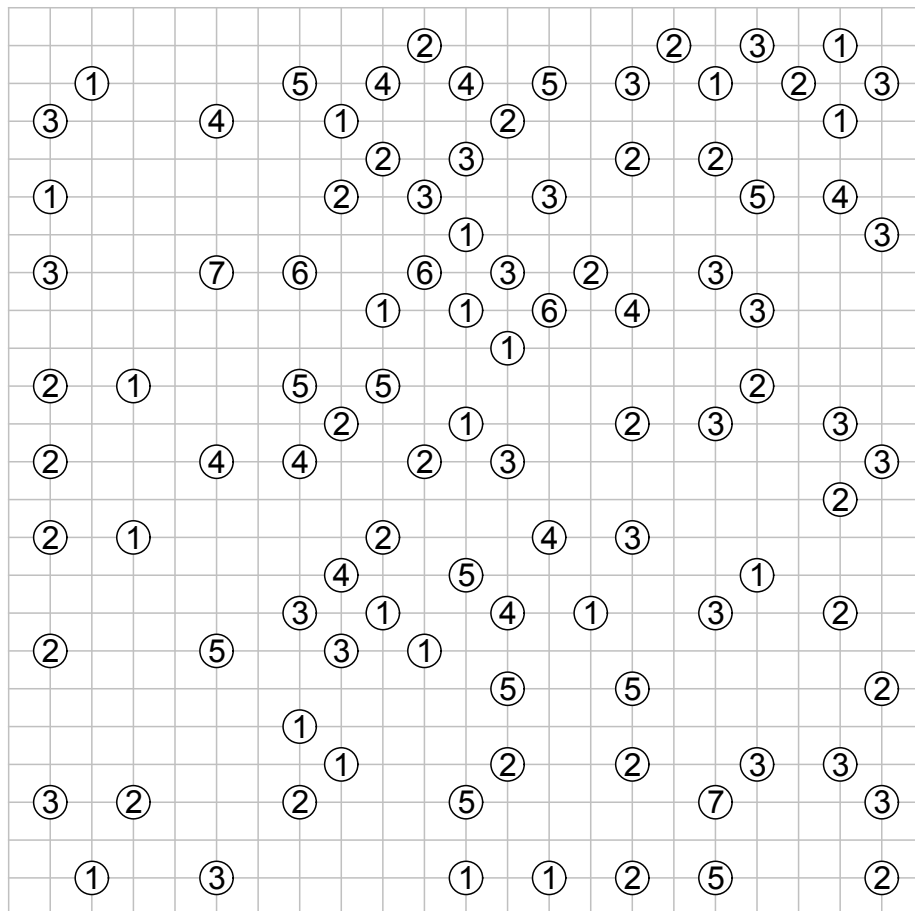 2 2 3 1
1 5 4 4 5 3 1 2 3
3 4 1 2 1
2 3 2 2
1 2 3 3 5 4
1 3
3 7 6 6 3 2 3
1 1 6 4 3
1
2 1 5 5 2
2 1 2 3 3
2 4 4 2 3 3
2
2 1 2 4 3
4 5 1
3 1 4 1 3 2
2 5 3 1
5 5 2
1
1 2 2 3 3
3 2 2 5 7 3
1 3 1 1 2 5 2